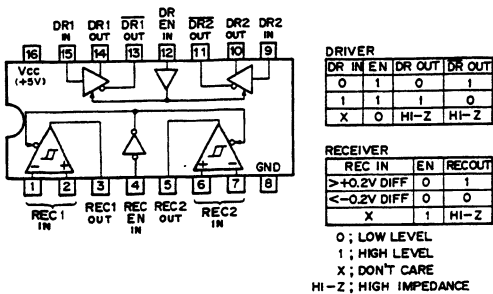 DR1 IN
DR1 OUT
DR1 OUT
DR EN IN
DR2 OUT
DR2 OUT
DR2 IN
16 15 14 13 12 11 10 9
Vcc
(+5V)
GND
- +
+ -
1 2 3 4 5 6 7 8
REC 1 IN
REC1 OUT
REC EN IN
REC2 OUT
REC2 IN
DRIVER
DR IN EN DR OUT DR OUT
0 1 0 1
1 1 1 0
X 0 HI-Z HI-Z
RECEIVER
REC IN EN RECOUT
>+0.2V DIFF 0 1
<-0.2V DIFF 0 0
X 1 HI-Z
0 ; LOW LEVEL
1 ; HIGH LEVEL
X ; DON'T CARE
HI-Z ; HIGH IMPEDANCE